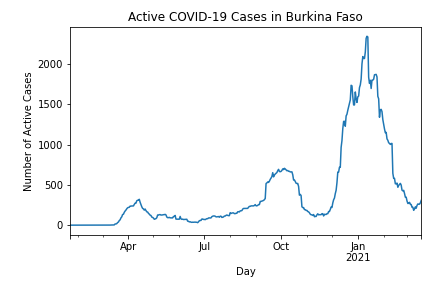 Active COVID-19 Cases in Burkina Faso
Number of Active Cases
2000
1500
1000
500
0
Apr
Jul
Oct
Jan
2021
Day